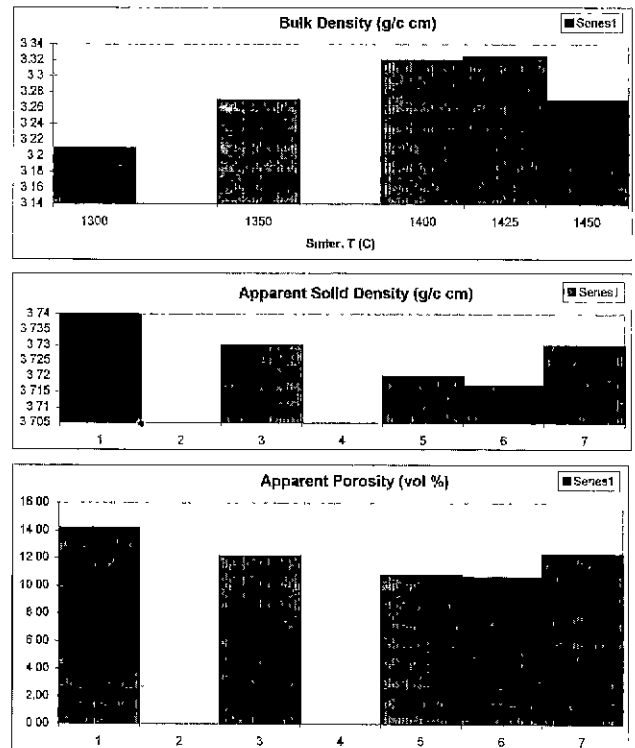 Bulk Density (g/c cm)
Series1
3.34
3.32
3.3
3.28
3.26
3.24
3.22
3.2
3.18
3.16
3.14
1300 1350 1400 1425 1450
Sinter. T (C)
Apparent Solid Density (g/c cm)
Series1
3 74
3.735
3 73
3.725
3 72
3.715
3 71
3.705
1 2 3 4 5 6 7
Apparent Porosity (vol %)
Series1
16 00
14.00
12.00
10.00
8.00
6.00
4.00
2.00
0.00
1 2 3 4 5 6 7